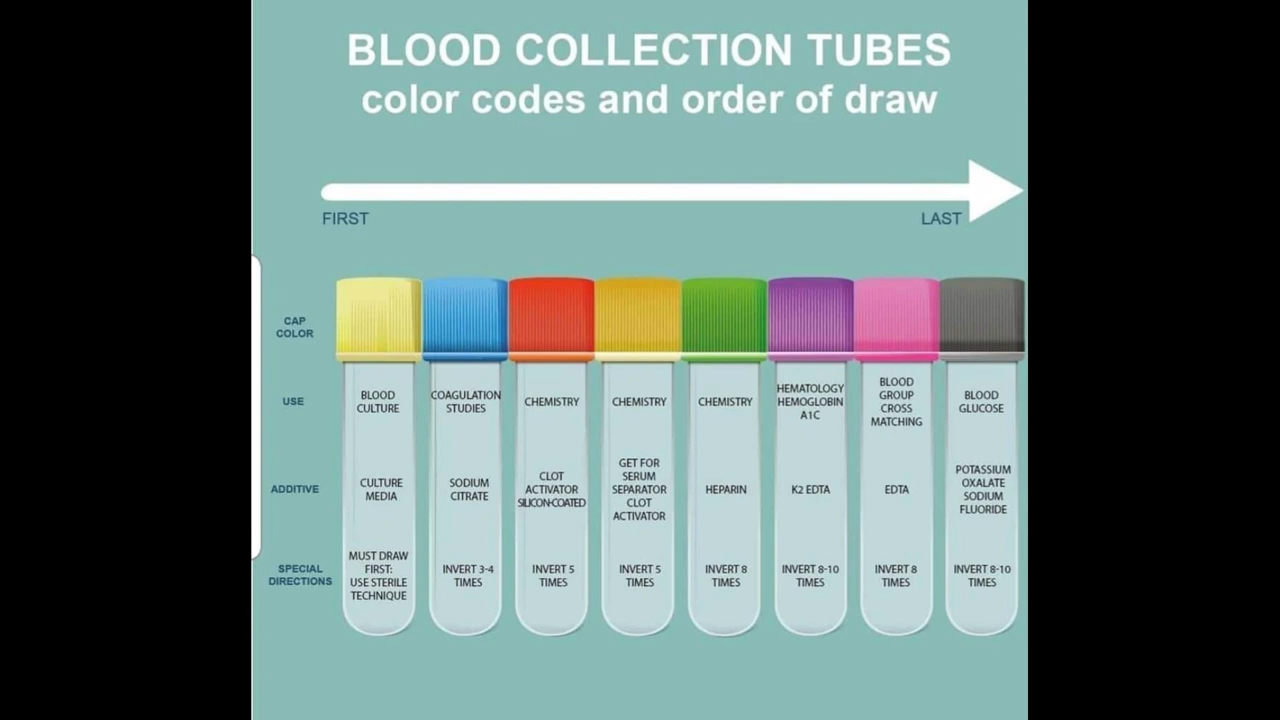 BLOOD COLLECTION TUBES
color codes and order of draw
FIRST
LAST
CAP
COLOR
USE
BLOOD
CULTURE
COAGULATION
STUDIES
CHEMISTRY
CHEMISTRY
CHEMISTRY
HEMATOLOGY
HEMOGLOBIN
A1C
BLOOD
GROUP
CROSS
MATCHING
BLOOD
GLUCOSE
ADDITIVE
CULTURE
MEDIA
SODIUM
CITRATE
CLOT
ACTIVATOR
SILICON-COATED
GET FOR
SERUM
SEPARATOR
CLOT
ACTIVATOR
HEPARIN
K2 EDTA
EDTA
POTASSIUM
OXALATE
SODIUM
FLUORIDE
SPECIAL
DIRECTIONS
MUST DRAW
FIRST:
USE STERILE
TECHNIQUE
INVERT 3-4
TIMES
INVERT 5
TIMES
INVERT 5
TIMES
INVERT 8
TIMES
INVERT 8-10
TIMES
INVERT 8
TIMES
INVERT 8-10
TIMES